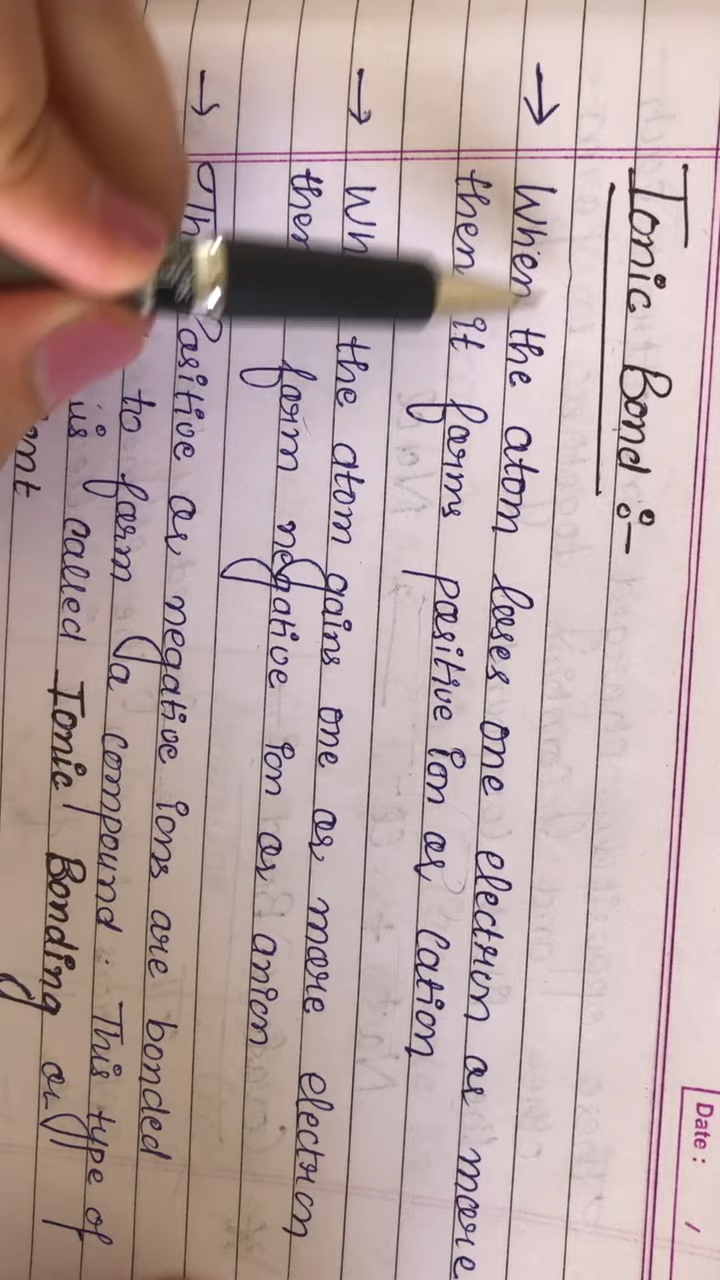 Date : /
Ionic Bond :-
→ When the atom loses one electron or more
then it forms positive ion or cation
→ the atom gains one or more electron
form negative ion or anion
→ Positive or negative ions are bonded
to form a compound. This type of
is called Ionic Bonding or